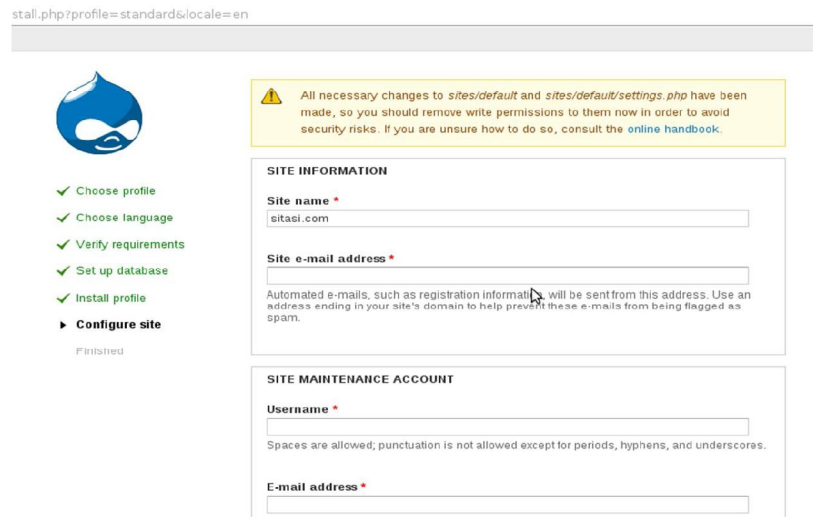 stall.php?profile=standard&locale=en
All necessary changes to sites/default and sites/default/settings.php have been
made, so you should remove write permissions to them now in order to avoid
security risks. If you are unsure how to do so, consult the online handbook.
Choose profile
Choose language
Verify requirements
Set up database
Install profile
Configure site
Finished
SITE INFORMATION
Site name *
sitasi.com
Site e-mail address *
Automated e-mails, such as registration information, will be sent from this address. Use an
address ending in your site's domain to help prevent these e-mails from being flagged as
spam.
SITE MAINTENANCE ACCOUNT
Username *
Spaces are allowed; punctuation is not allowed except for periods, hyphens, and underscores.
E-mail address *